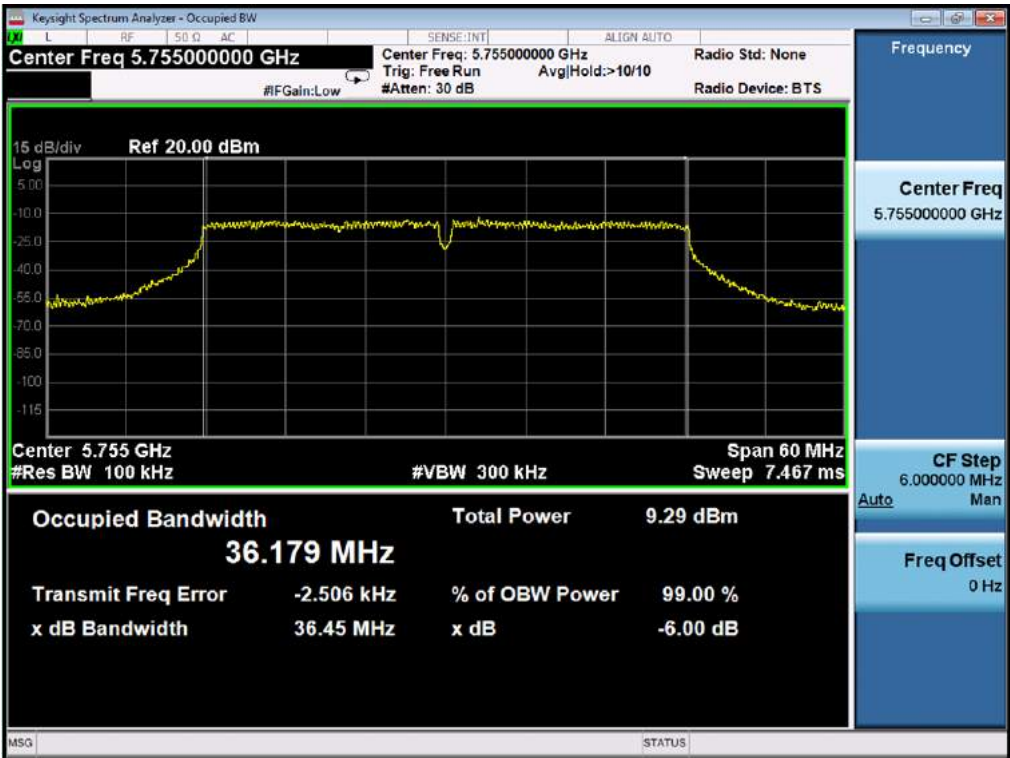 Keysight Spectrum Analyzer - Occupied BW
L RF 50 Ω AC SENSE:INT ALIGN AUTO
Center Freq 5.755000000 GHz
Center Freq: 5.755000000 GHz Radio Std: None
Trig: Free Run Avg|Hold:>10/10
#IFGain:Low #Atten: 30 dB Radio Device: BTS
Frequency
15 dB/div Ref 20.00 dBm
Log
5.00
-10.0
-25.0
-40.0
-55.0
-70.0
-85.0
-100
-115
Center 5.755 GHz Span 60 MHz
#Res BW 100 kHz #VBW 300 kHz Sweep 7.467 ms
Center Freq
5.755000000 GHz
CF Step
6.000000 MHz
Auto Man
Freq Offset
0 Hz
Occupied Bandwidth Total Power 9.29 dBm
36.179 MHz
Transmit Freq Error -2.506 kHz % of OBW Power 99.00 %
x dB Bandwidth 36.45 MHz x dB -6.00 dB
MSG STATUS